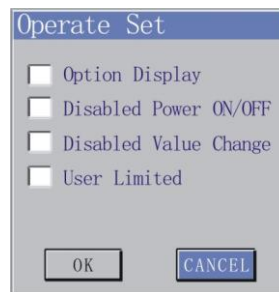 Operate Set
Option Display
Disabled Power ON/OFF
Disabled Value Change
User Limited
OK CANCEL